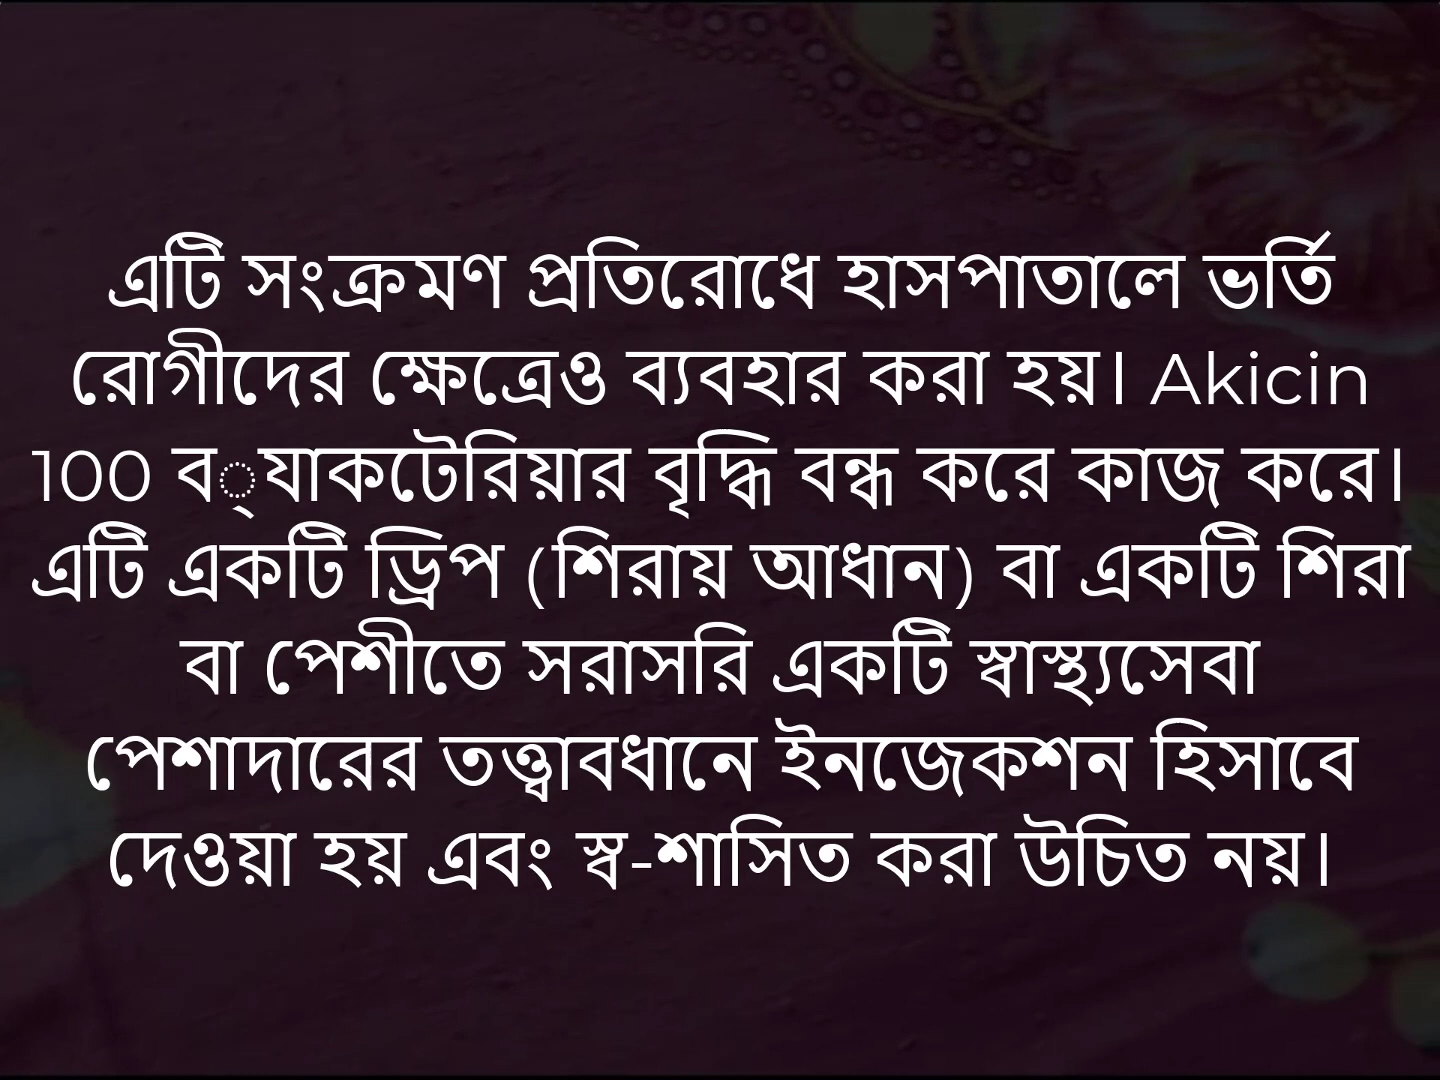 এটি সংক্রমণ প্রতিরোধে হাসপাতালে ভর্তি
রোগীদের ক্ষেত্রেও ব্যবহার করা হয়। Akicin
100 ব্যাকটেরিয়ার বৃদ্ধি বন্ধ করে কাজ করে।
এটি একটি ড্রিপ (শিরায় আধান) বা একটি শিরা
বা পেশীতে সরাসরি একটি স্বাস্থ্যসেবা
পেশাদারের তত্ত্বাবধানে ইনজেকশন হিসাবে
দেওয়া হয় এবং স্ব-শাসিত করা উচিত নয়।